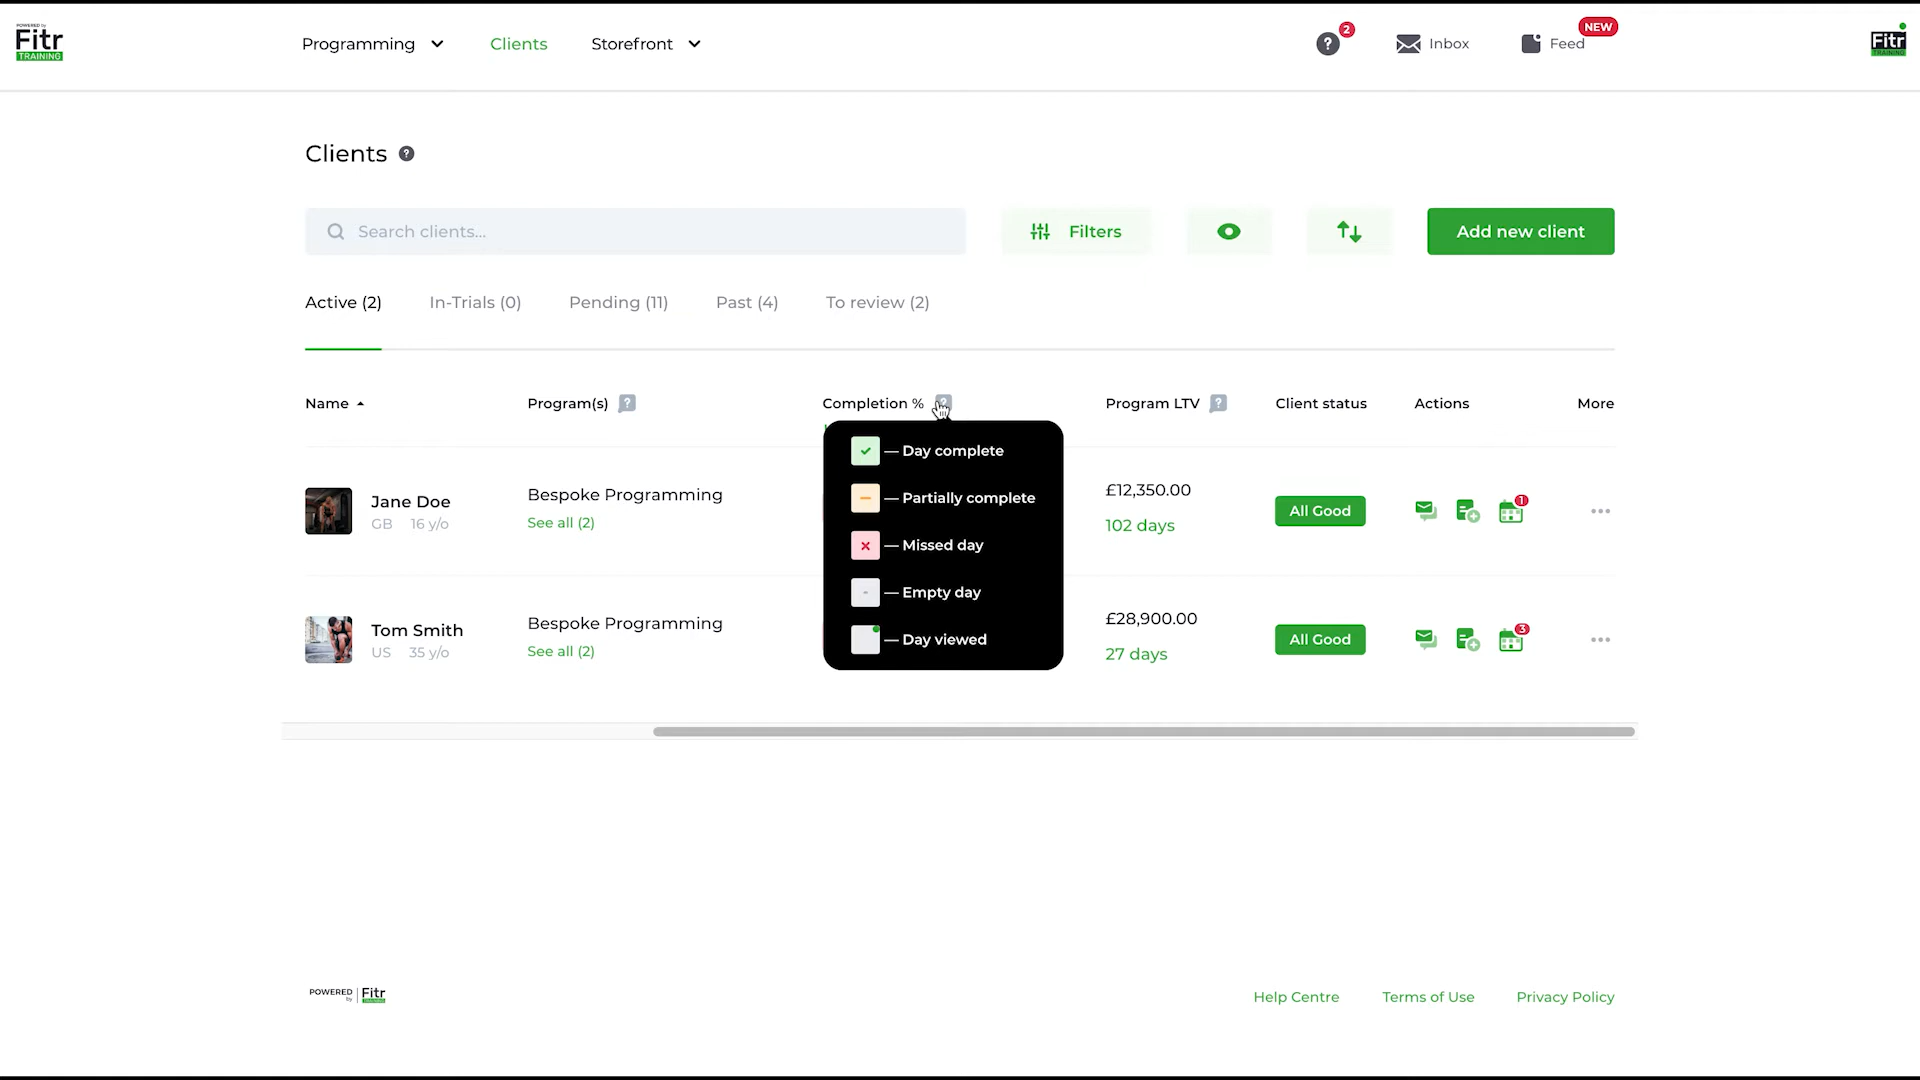 POWERED by
Fitr
TRAINING
Programming
Clients
Storefront
2
Inbox
Feed
NEW
Fitr
TRAINING
Clients
Search clients...
Filters
Add new client
Active (2)
In-Trials (0)
Pending (11)
Past (4)
To review (2)
Name
Program(s)
Completion %
Program LTV
Client status
Actions
More
— Day complete
— Partially complete
— Missed day
— Empty day
— Day viewed
Jane Doe
GB 16 y/o
Bespoke Programming
See all (2)
£12,350.00
102 days
All Good
1
Tom Smith
US 35 y/o
Bespoke Programming
See all (2)
£28,900.00
27 days
All Good
3
POWERED
by
Fitr
TRAINING
Help Centre
Terms of Use
Privacy Policy